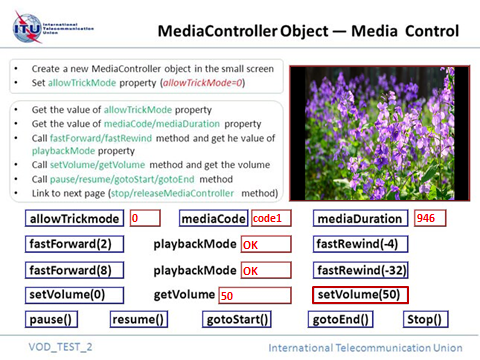 International
Telecommunication
Union
MediaController Object — Media Control
• Create a new MediaController object in the small screen
• Set allowTrickMode property (allowTrickMode=0)
• Get the value of allowTrickMode property
• Get the value of mediaCode/mediaDuration property
• Call fastForward/fastRewind method and get he value of
playbackMode property
• Call setVolume/getVolume method and get the volume
• Call pause/resume/gotoStart/gotoEnd method
• Link to next page (stop/releaseMediaController method)
allowTrickmode 0 mediaCode code1 mediaDuration 946
fastForward(2) playbackMode OK fastRewind(-4)
fastForward(8) playbackMode OK fastRewind(-32)
setVolume(0) getVolume 50 setVolume(50)
pause() resume() gotoStart() gotoEnd() Stop()
VOD_TEST_2 International Telecommunication Union